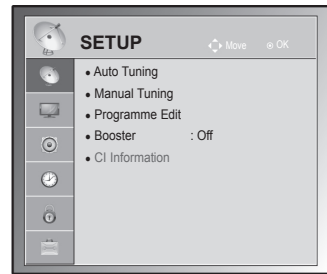 SETUP
Move
OK
• Auto Tuning
• Manual Tuning
• Programme Edit
• Booster : Off
• CI Information